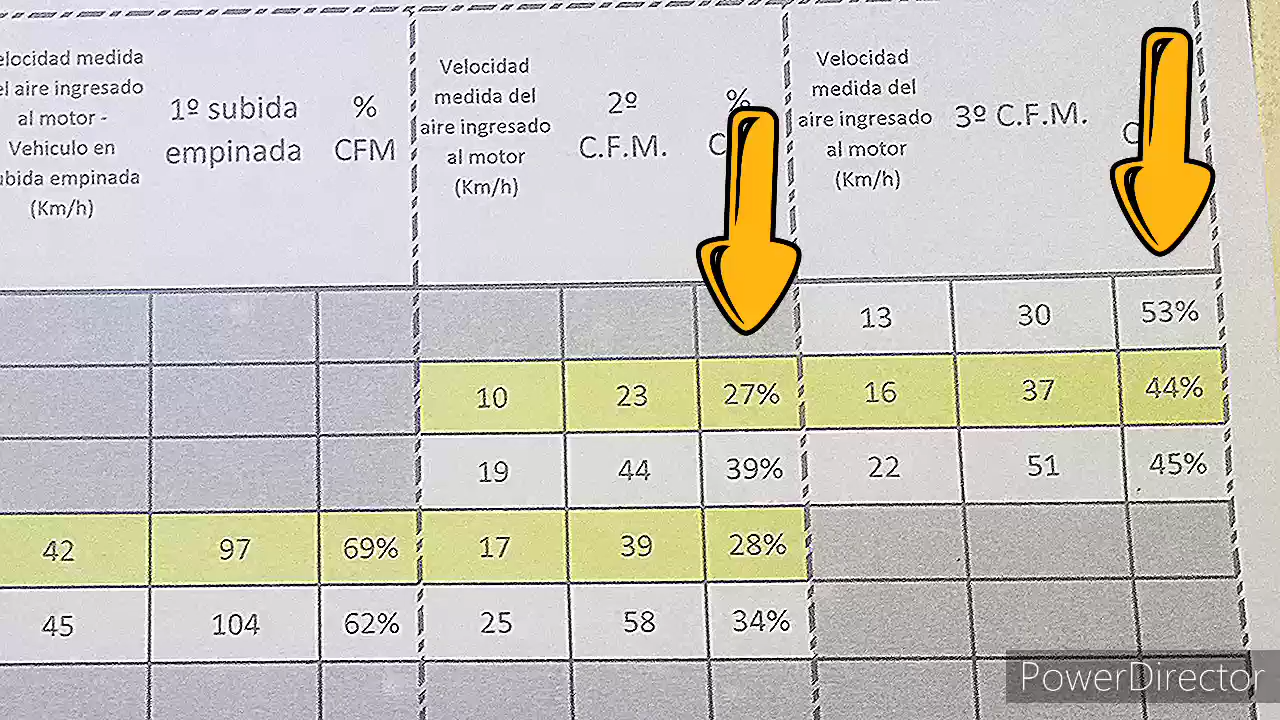 elocidad medida
el aire ingresado
al motor -
Vehiculo en
ubida empinada
(Km/h)
1º subida
empinada
%
CFM
Velocidad
medida del
aire ingresado
al motor
(Km/h)
2º
C.F.M.
%
C
Velocidad
medida del
aire ingresado
al motor
(Km/h)
3º C.F.M.
C
13 30 53%
10 23 27% 16 37 44%
19 44 39% 22 51 45%
42 97 69% 17 39 28%
45 104 62% 25 58 34%
PowerDirector